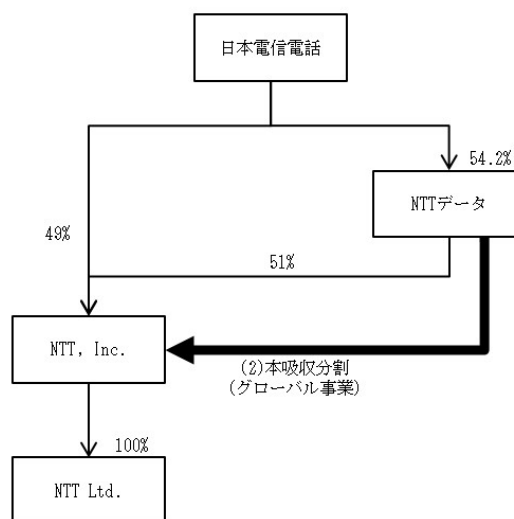 日本電信電話
54.2%
NTTデータ
49%
51%
NTT, Inc.
(2)本吸収分割
(グローバル事業)
100%
NTT Ltd.